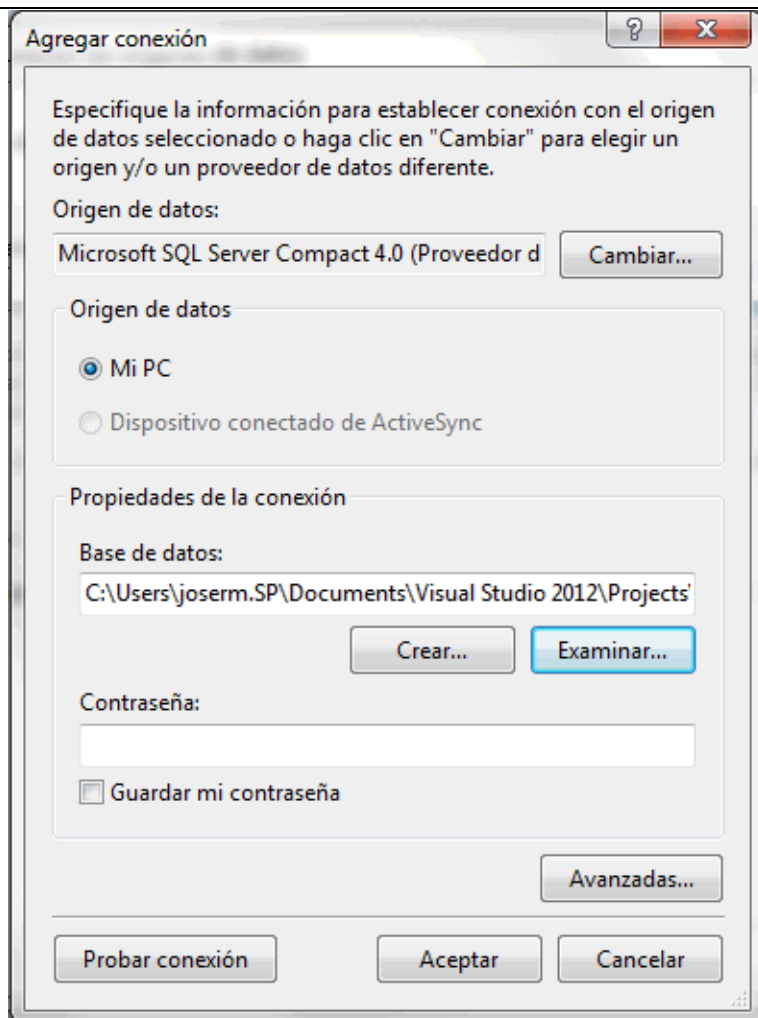 Agregar conexión
Especifique la información para establecer conexión con el origen
de datos seleccionado o haga clic en "Cambiar" para elegir un
origen y/o un proveedor de datos diferente.
Origen de datos:
Microsoft SQL Server Compact 4.0 (Proveedor d
Cambiar...
Origen de datos
Mi PC
Dispositivo conectado de ActiveSync
Propiedades de la conexión
Base de datos:
C:\Users\joserm.SP\Documents\Visual Studio 2012\Projects\
Crear...
Examinar...
Contraseña:
Guardar mi contraseña
Avanzadas...
Probar conexión
Aceptar
Cancelar